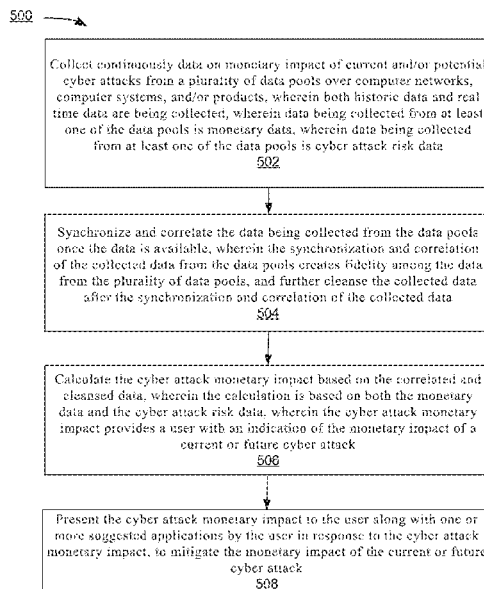 500
Collect continuously data on monetary impact of current and/or potential
cyber attacks from a plurality of data pools over computer networks,
computer systems, and/or products, wherein both historic data and real
time data are being collected, wherein data being collected from at least
one of the data pools is monetary data, wherein data being collected
from at least one of the data pools is cyber attack risk data
502
Synchronize and correlate the data being collected from the data pools
once the data is available, wherein the synchronization and correlation
of the collected data from the data pools creates fidelity among the data
from the plurality of data pools, and further cleanse the collected data
after the synchronization and correlation of the collected data
504
Calculate the cyber attack monetary impact based on the correlated and
cleansed data, wherein the calculation is based on both the monetary
data and the cyber attack risk data, wherein the cyber attack monetary
impact provides a user with an indication of the monetary impact of a
current or future cyber attack
506
Present the cyber attack monetary impact to the user along with one or
more suggested applications by the user in response to the cyber attack
monetary impact, to mitigate the monetary impact of the current or future
cyber attack
508